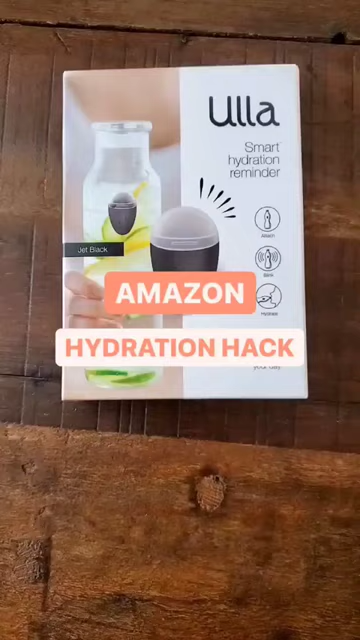 Ulla
Smart
hydration
reminder
Jet Black
Attach
Blink
Hydrate
AMAZON
HYDRATION HACK
your day